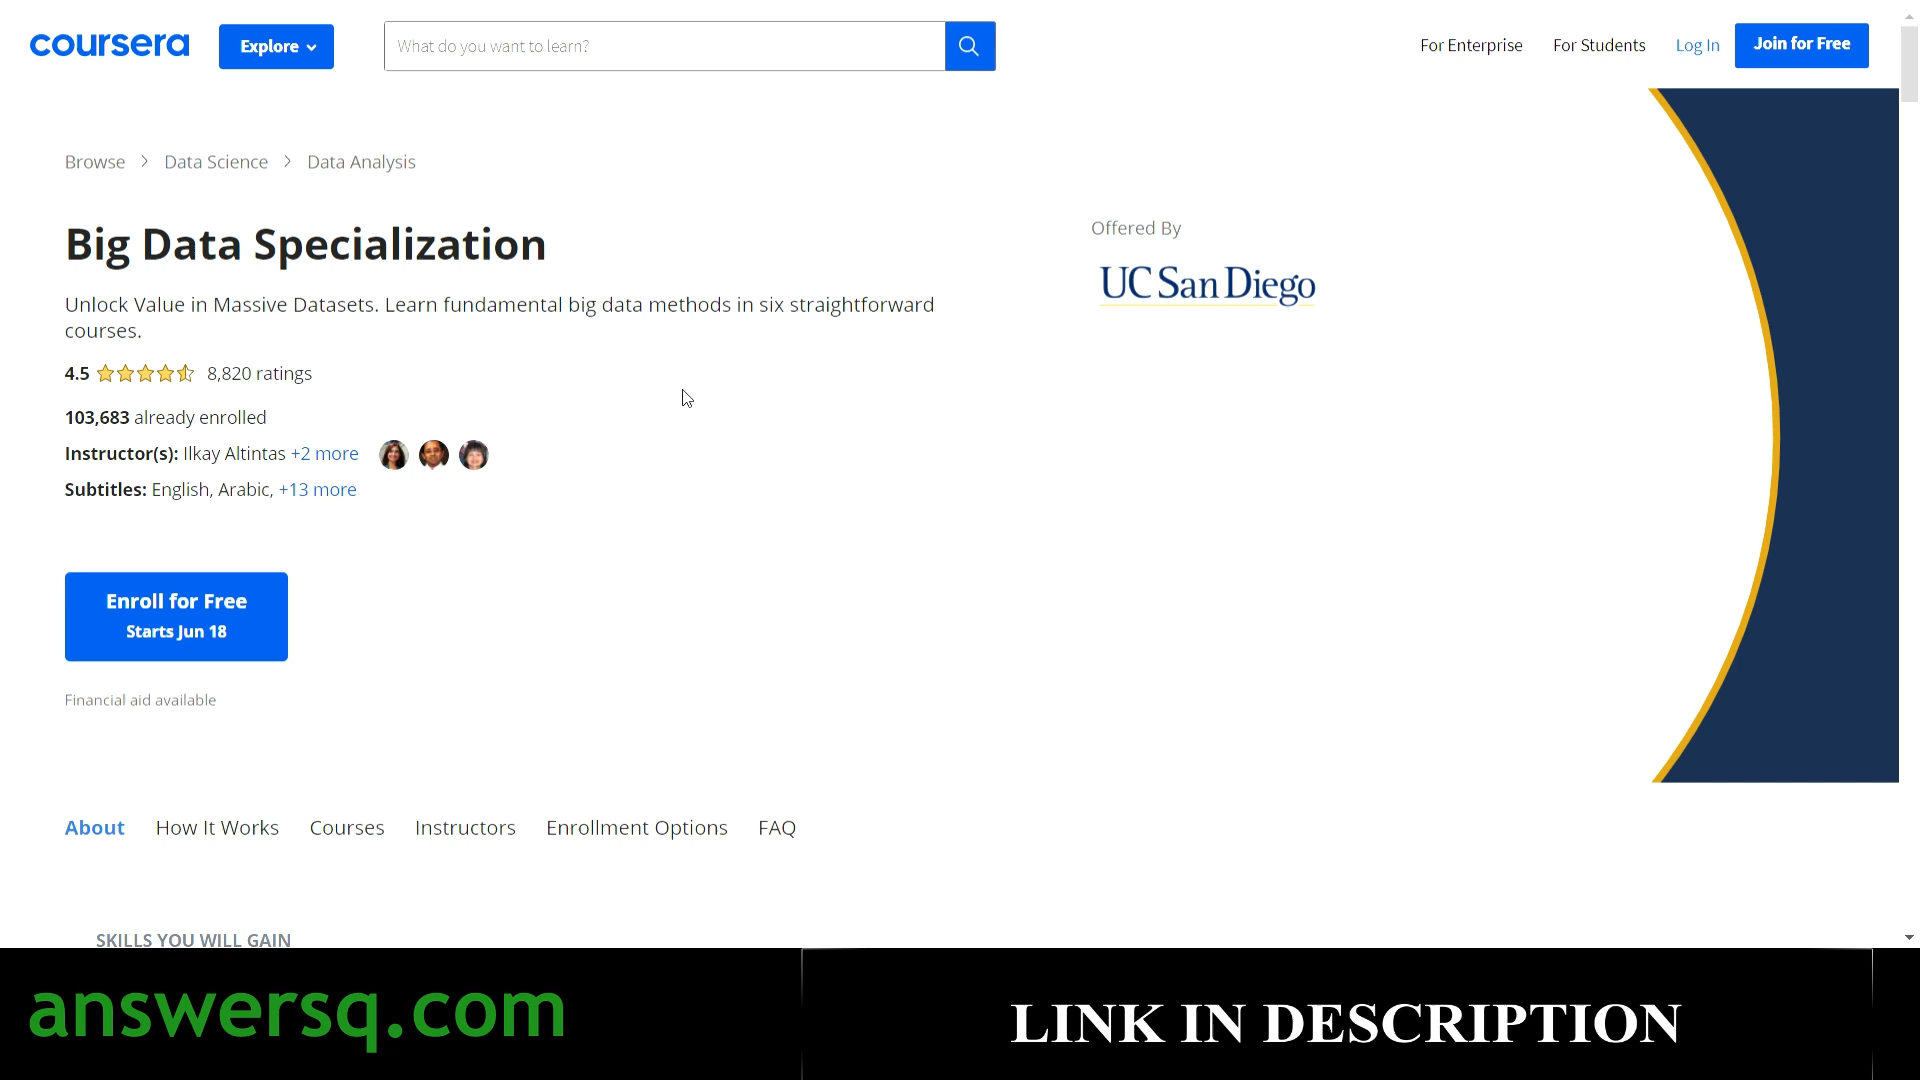 coursera
Explore
What do you want to learn?
For Enterprise
For Students
Log In
Join for Free
Browse > Data Science > Data Analysis
Big Data Specialization
Offered By
UC San Diego
Unlock Value in Massive Datasets. Learn fundamental big data methods in six straightforward
courses.
4.5 8,820 ratings
103,683 already enrolled
Instructor(s): Ilkay Altintas +2 more
Subtitles: English, Arabic, +13 more
Enroll for Free
Starts Jun 18
Financial aid available
About
How It Works
Courses
Instructors
Enrollment Options
FAQ
SKILLS YOU WILL GAIN
answersq.com
LINK IN DESCRIPTION